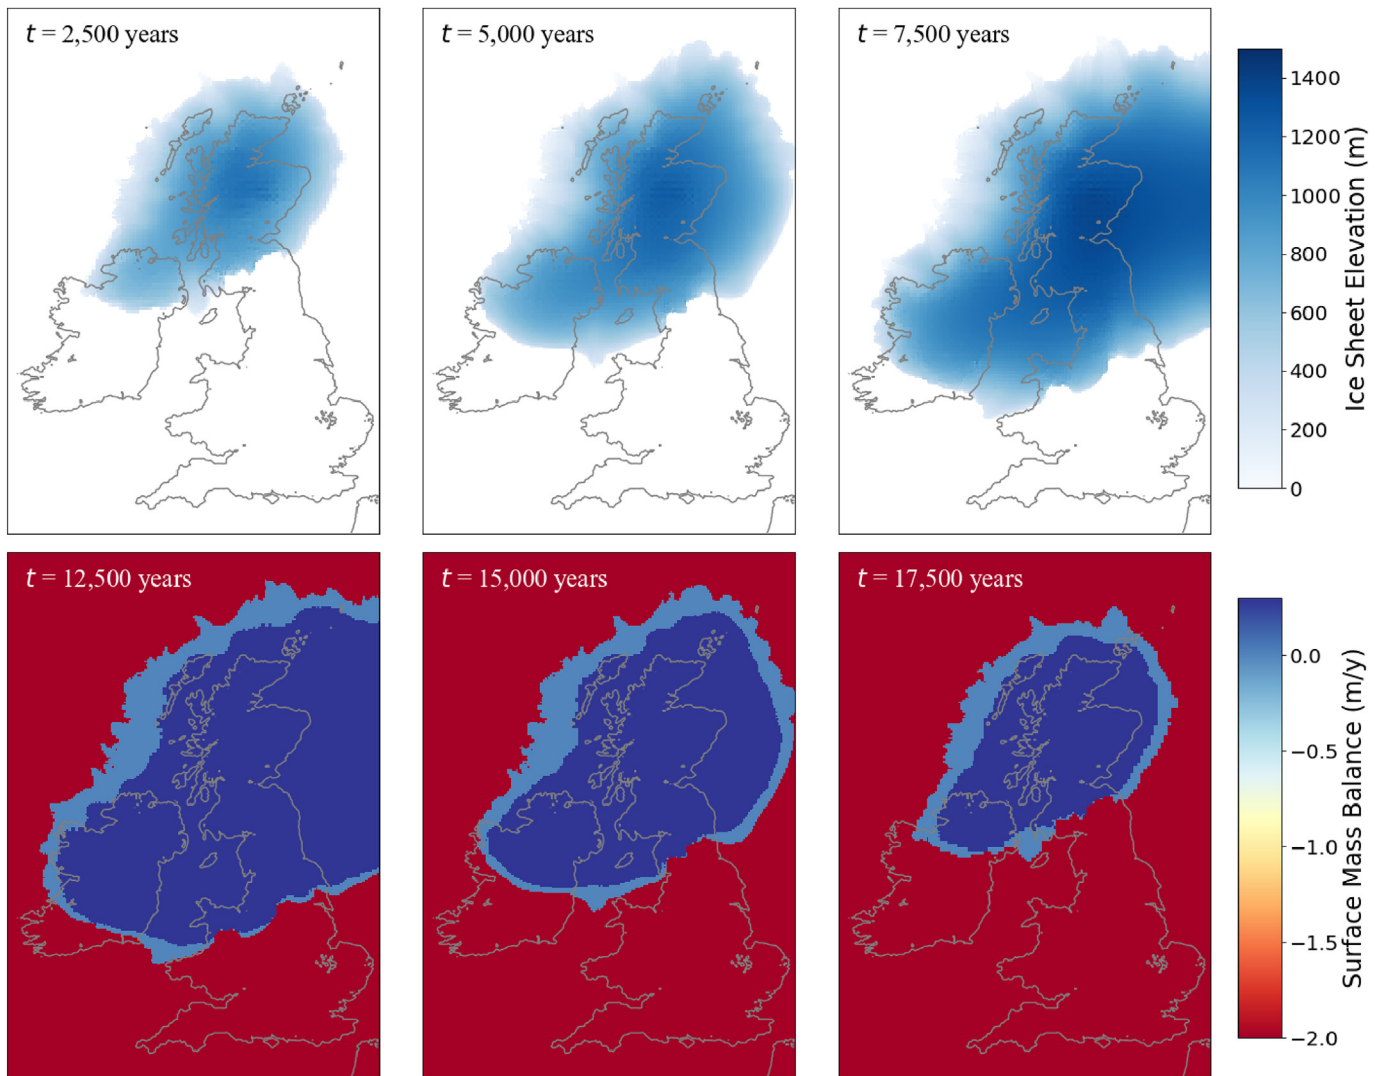 t = 2,500 years
t = 5,000 years
t = 7,500 years
1400
1200
1000
800
600
400
200
0
Ice Sheet Elevation (m)
t = 12,500 years
t = 15,000 years
t = 17,500 years
0.0
−0.5
−1.0
−1.5
−2.0
Surface Mass Balance (m/y)